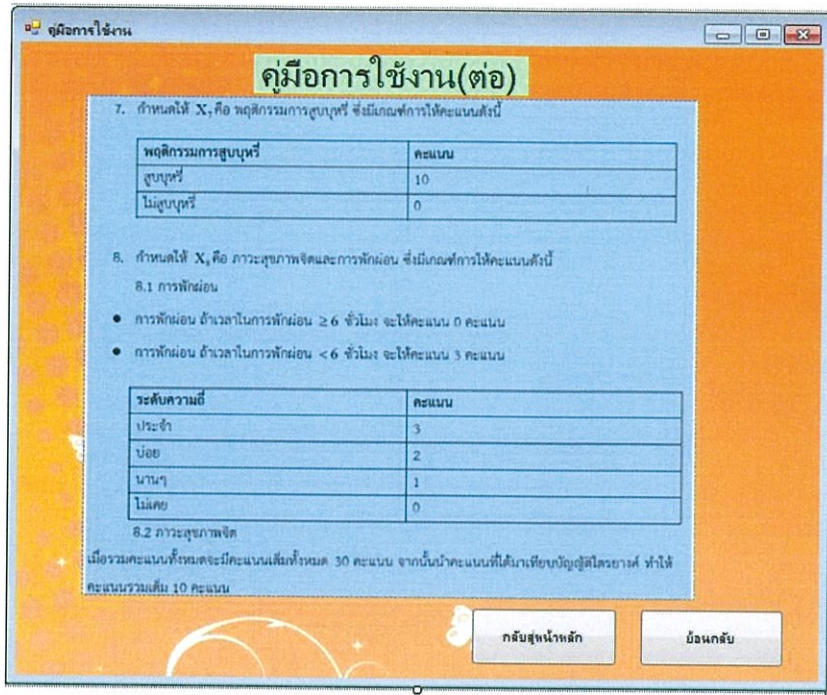 คู่มือการใช้งาน
คู่มือการใช้งาน(ต่อ)
7. กำหนดให้ X₇ คือ พฤติกรรมการสูบบุหรี่ ซึ่งมีเกณฑ์การให้คะแนนดังนี้
พฤติกรรมการสูบบุหรี่ คะแนน
สูบบุหรี่ 10
ไม่สูบบุหรี่ 0
8. กำหนดให้ X₈ คือ ภาวะสุขภาพจิตและการพักผ่อน ซึ่งมีเกณฑ์การให้คะแนนดังนี้
8.1 การพักผ่อน
● การพักผ่อน ถ้าเวลาในการพักผ่อน ≥ 6 ชั่วโมง จะให้คะแนน 0 คะแนน
● การพักผ่อน ถ้าเวลาในการพักผ่อน < 6 ชั่วโมง จะให้คะแนน 3 คะแนน
ระดับความถี่ คะแนน
ประจำ 3
บ่อย 2
นานๆ 1
ไม่เคย 0
8.2 ภาวะสุขภาพจิต
เมื่อรวมคะแนนทั้งหมดจะมีคะแนนเต็มทั้งหมด 30 คะแนน จากนั้นนำคะแนนที่ได้มาเทียบบัญญัติไตรยางศ์ ทำให้
คะแนนรวมเต็ม 10 คะแนน
กลับสู่หน้าหลัก ย้อนกลับ